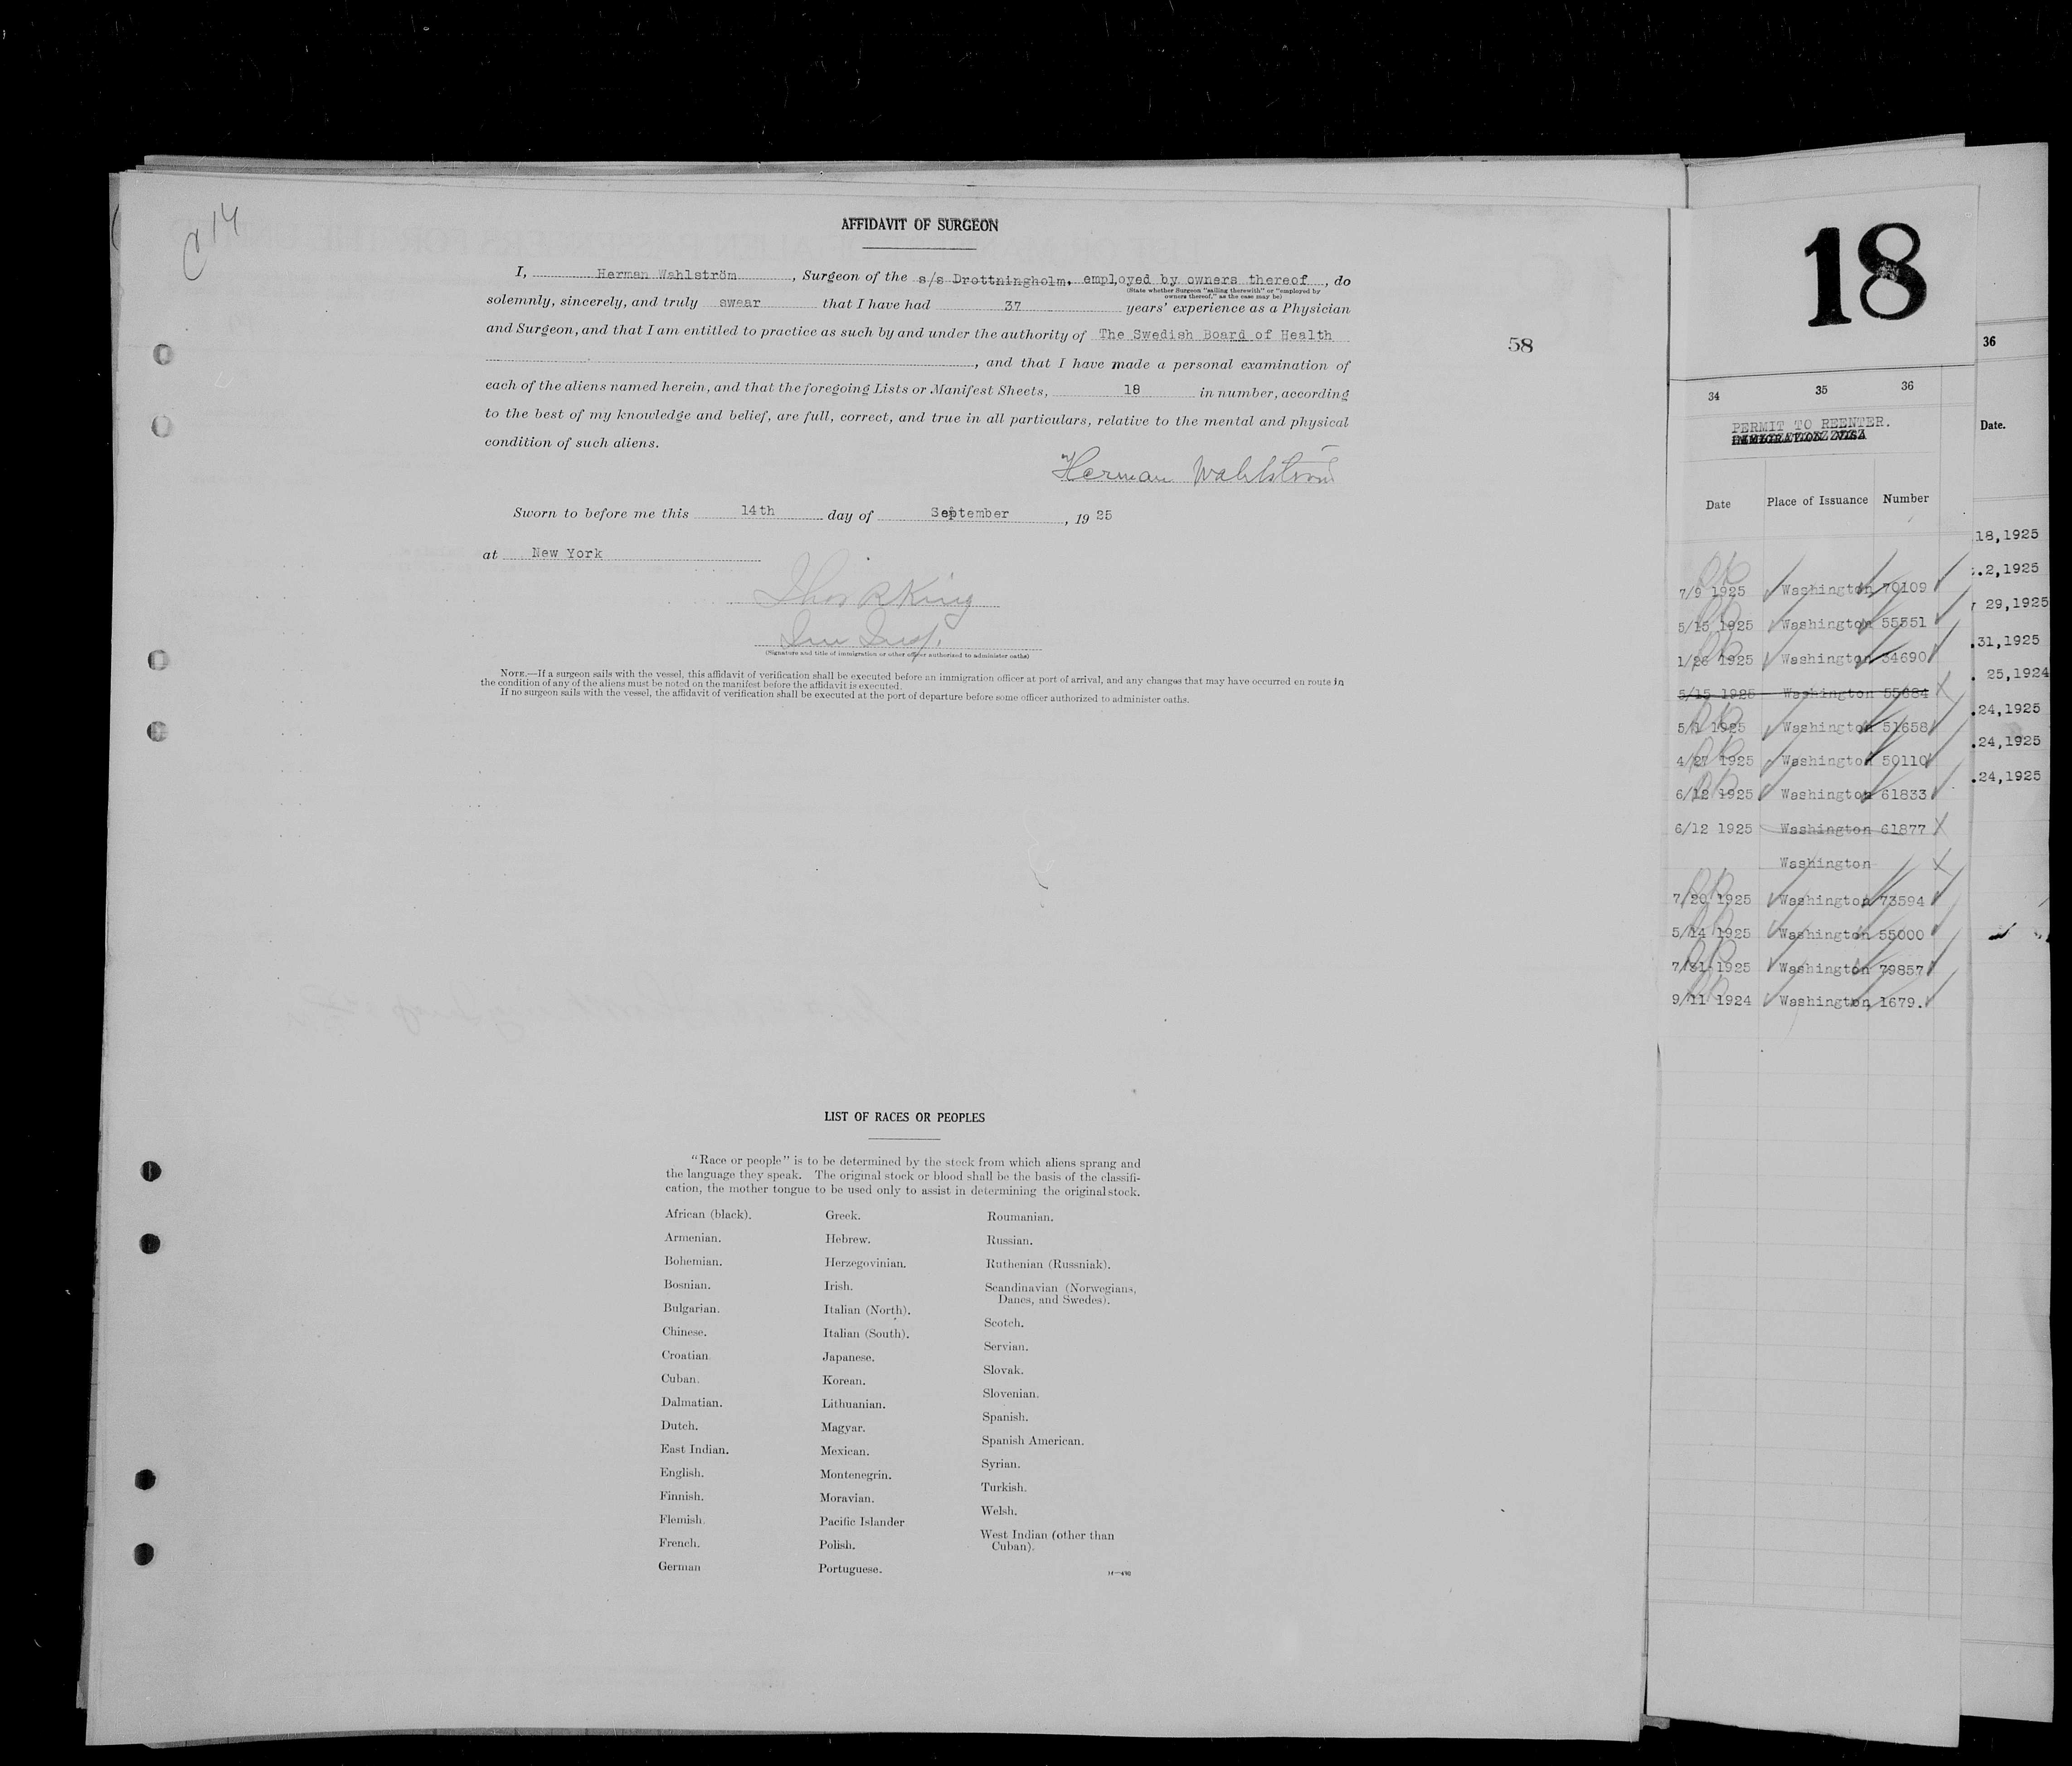 C 14
AFFIDAVIT OF SURGEON
I, Herman Wahlström, Surgeon of the s/s Drottningholm, employed by owners thereof, do
(State whether Surgeon "sailing therewith" or "employed by
owners thereof," as the case may be)
solemnly, sincerely, and truly swear that I have had 37 years' experience as a Physician
and Surgeon, and that I am entitled to practice as such by and under the authority of The Swedish Board of Health
, and that I have made a personal examination of
each of the aliens named herein, and that the foregoing Lists or Manifest Sheets, 18 in number, according
to the best of my knowledge and belief, are full, correct, and true in all particulars, relative to the mental and physical
condition of such aliens.
Herman Wahlström
Sworn to before me this 14th day of September, 19 25
at New York
Thos R King
Imm Insp.
(Signature and title of immigration or other officer authorized to administer oaths)
NOTE.—If a surgeon sails with the vessel, this affidavit of verification shall be executed before an immigration officer at port of arrival, and any changes that may have occurred en route in
the condition of any of the aliens must be noted on the manifest before the affidavit is executed.
If no surgeon sails with the vessel, the affidavit of verification shall be executed at the port of departure before some officer authorized to administer oaths.
58
LIST OF RACES OR PEOPLES
"Race or people" is to be determined by the stock from which aliens sprang and
the language they speak. The original stock or blood shall be the basis of the classifi-
cation, the mother tongue to be used only to assist in determining the original stock.
African (black).
Armenian.
Bohemian.
Bosnian.
Bulgarian.
Chinese.
Croatian.
Cuban.
Dalmatian.
Dutch.
East Indian.
English.
Finnish.
Flemish.
French.
German
Greek.
Hebrew.
Herzegovinian.
Irish.
Italian (North).
Italian (South).
Japanese.
Korean.
Lithuanian.
Magyar.
Mexican.
Montenegrin.
Moravian.
Pacific Islander
Polish.
Portuguese.
Roumanian.
Russian.
Ruthenian (Russniak).
Scandinavian (Norwegians,
Danes, and Swedes).
Scotch.
Servian.
Slovak.
Slovenian.
Spanish.
Spanish American.
Syrian.
Turkish.
Welsh.
West Indian (other than
Cuban).
18
34 35 36
PERMIT TO REENTER.
IMMIGRATION VISA
Date Place of Issuance Number
7/9 1925 Washington 70109
5/15 1925 Washington 55551
1/26 1925 Washington 34690
5/15 1925 Washington 55684
5/1 1925 Washington 51658
4/27 1925 Washington 50110
6/12 1925 Washington 61833
6/12 1925 Washington 61877
Washington
7/20 1925 Washington 73594
5/14 1925 Washington 55000
7/31 1925 Washington 79857
9/11 1924 Washington 1679.
36
Date.
18,1925
.2,1925
29,1925
.31,1925
. 25,1924
.24,1925
.24,1925
.24,1925